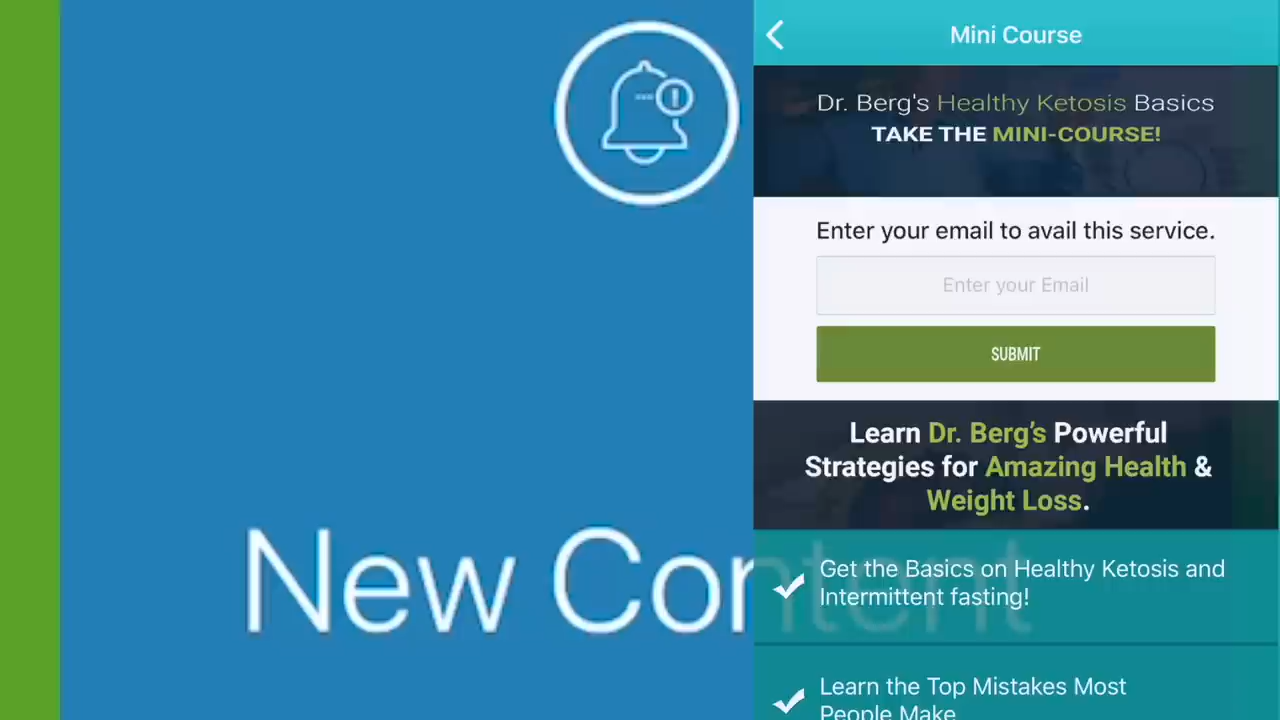 New Content
Mini Course
Dr. Berg's Healthy Ketosis Basics
TAKE THE MINI-COURSE!
Enter your email to avail this service.
Enter your Email
SUBMIT
Learn Dr. Berg's Powerful
Strategies for Amazing Health &
Weight Loss.
Get the Basics on Healthy Ketosis and
Intermittent fasting!
Learn the Top Mistakes Most
People Make